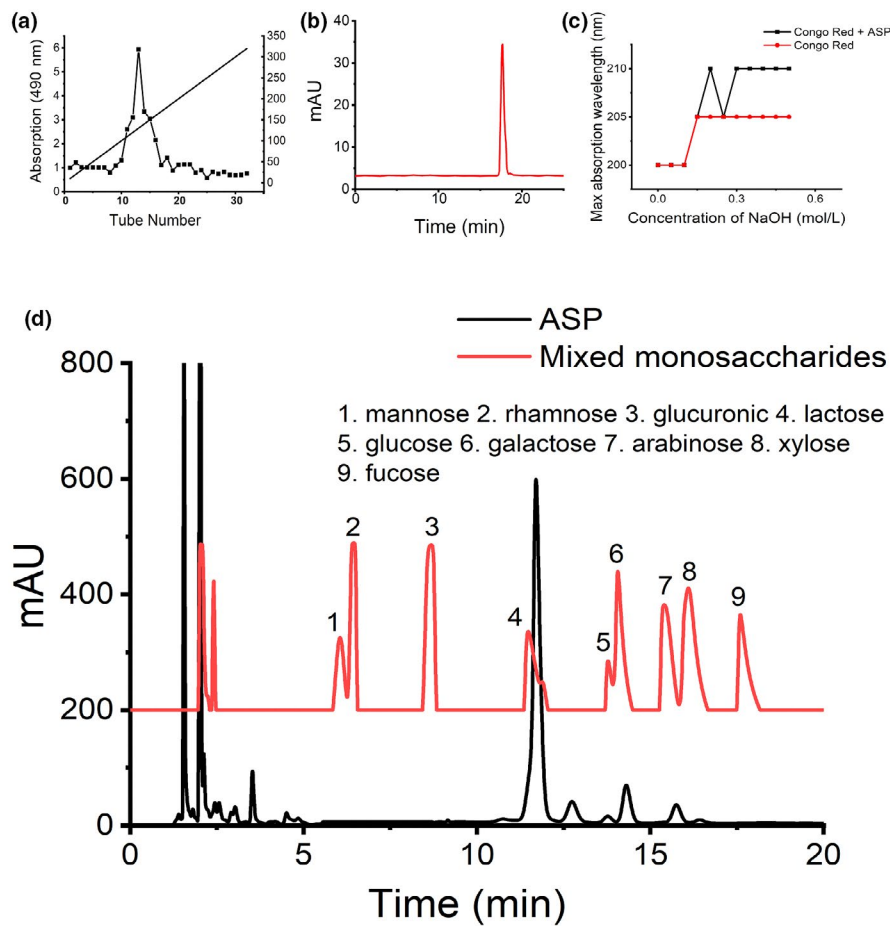 (a)
6
5
4
3
2
1
0
350
300
250
200
150
100
50
0
0 10 20 30
Absorption (490 nm)
Tube Number
(b)
40
30
20
10
0
0 10 20
mAU
Time (min)
(c)
Congo Red + ASP
Congo Red
210
205
200
0.0 0.3 0.6
Max absorption wavelength (nm)
Concentration of NaOH (mol/L)
(d)
ASP
Mixed monosaccharides
1. mannose 2. rhamnose 3. glucuronic 4. lactose
5. glucose 6. galactose 7. arabinose 8. xylose
9. fucose
800
600
400
200
0
mAU
1
2
3
4
5
6
7
8
9
0 5 10 15 20
Time (min)